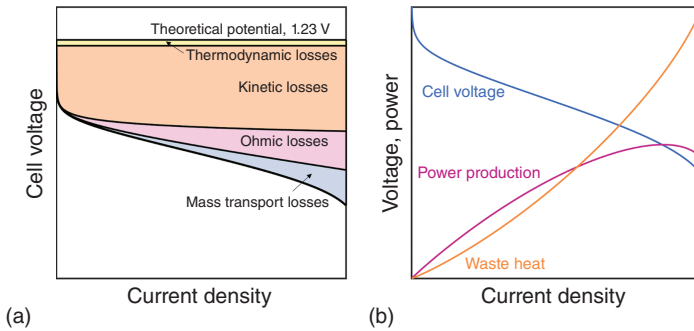 Theoretical potential, 1.23 V
Thermodynamic losses
Kinetic losses
Ohmic losses
Mass transport losses
Cell voltage
Current density
(a)
Cell voltage
Power production
Waste heat
Voltage, power
Current density
(b)